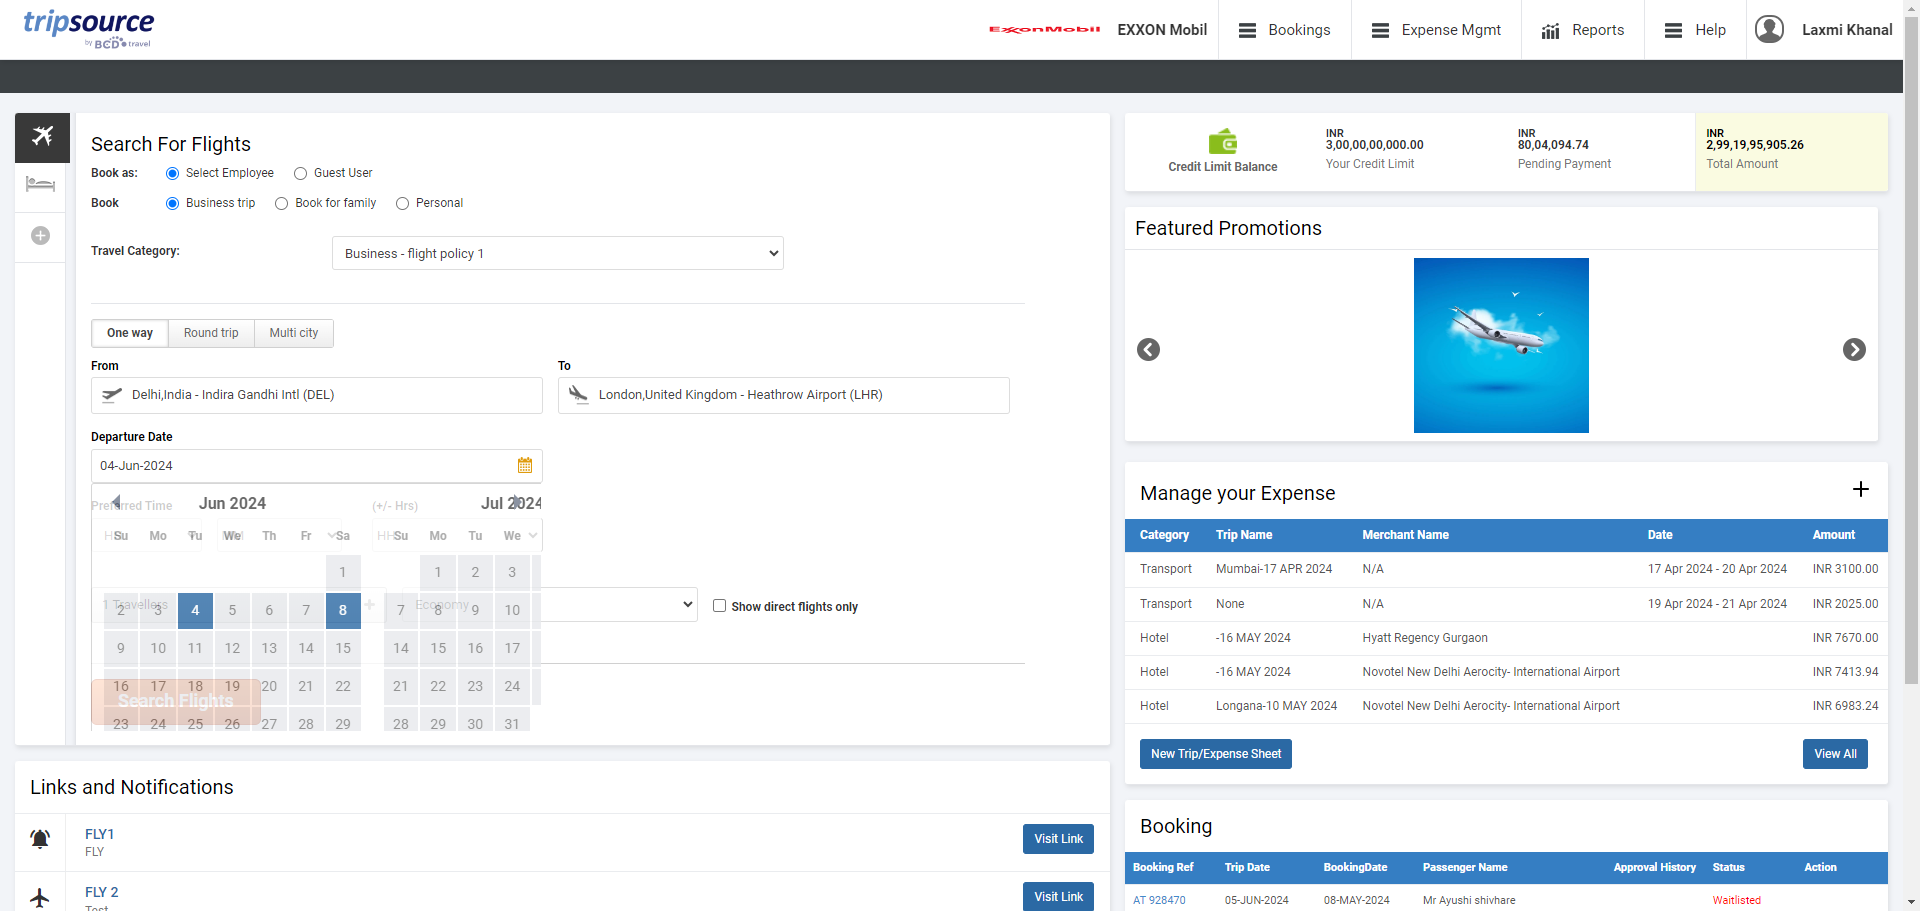 tripsource
by BCD travel
ExxonMobil EXXON Mobil
Bookings
Expense Mgmt
Reports
Help
Laxmi Khanal
Search For Flights
Book as: Select Employee Guest User
Book Business trip Book for family Personal
Travel Category: Business - flight policy 1
One way Round trip Multi city
From To
Delhi,India - Indira Gandhi Intl (DEL) London,United Kingdom - Heathrow Airport (LHR)
Departure Date
04-Jun-2024
Preferred Time (+/- Hrs)
Jun 2024 Jul 2024
HH HH
Su Mo Tu We Th Fr Sa Su Mo Tu We
1 1 2 3
1 Travellers Economy
2 3 4 5 6 7 8 7 8 9 10
Show direct flights only
9 10 11 12 13 14 15 14 15 16 17
16 17 18 19 20 21 22 21 22 23 24
Search Flights
23 24 25 26 27 28 29 28 29 30 31
Links and Notifications
FLY1
FLY
Visit Link
FLY 2
Test
Visit Link
Credit Limit Balance
INR
3,00,00,00,000.00
Your Credit Limit
INR
80,04,094.74
Pending Payment
INR
2,99,19,95,905.26
Total Amount
Featured Promotions
Manage your Expense
Category Trip Name Merchant Name Date Amount
Transport Mumbai-17 APR 2024 N/A 17 Apr 2024 - 20 Apr 2024 INR 3100.00
Transport None N/A 19 Apr 2024 - 21 Apr 2024 INR 2025.00
Hotel -16 MAY 2024 Hyatt Regency Gurgaon INR 7670.00
Hotel -16 MAY 2024 Novotel New Delhi Aerocity- International Airport INR 7413.94
Hotel Longana-10 MAY 2024 Novotel New Delhi Aerocity- International Airport INR 6983.24
New Trip/Expense Sheet View All
Booking
Booking Ref Trip Date BookingDate Passenger Name Approval History Status Action
AT 928470 05-JUN-2024 08-MAY-2024 Mr Ayushi shivhare Waitlisted